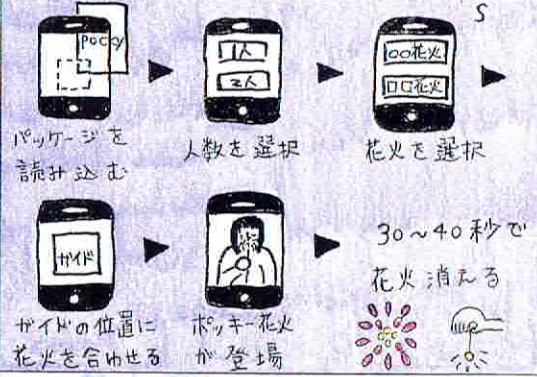 S
Pocky
1人
2人
○○花火
□□花火
パッケージを
読み込む
人数を選択
花火を選択
ガイド
30～40秒で
花火消える
ガイドの位置に
花火を合わせる
ポッキー花火
が登場